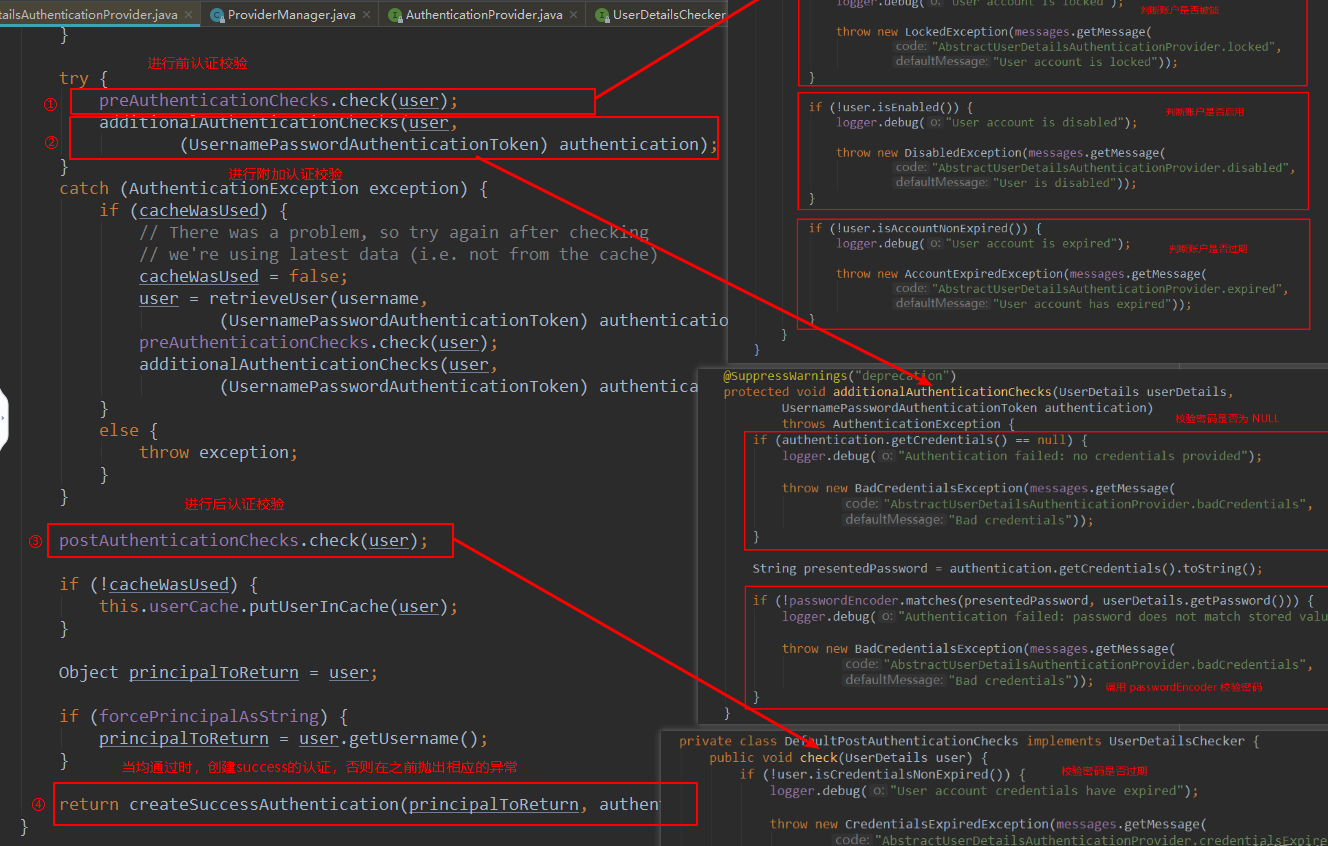 ailsAuthenticationProvider.java × ProviderManager.java × AuthenticationProvider.java × UserDetailsChecker
}
进行前认证校验
try {
① preAuthenticationChecks.check(user);
additionalAuthenticationChecks(user,
② (UsernamePasswordAuthenticationToken) authentication);
}
进行附加认证校验
catch (AuthenticationException exception) {
if (cacheWasUsed) {
// There was a problem, so try again after checking
// we're using latest data (i.e. not from the cache)
cacheWasUsed = false;
user = retrieveUser(username,
(UsernamePasswordAuthenticationToken) authenticatio
preAuthenticationChecks.check(user);
additionalAuthenticationChecks(user,
(UsernamePasswordAuthenticationToken) authentica
}
else {
throw exception;
}
}
进行后认证校验
③ postAuthenticationChecks.check(user);
if (!cacheWasUsed) {
this.userCache.putUserInCache(user);
}
Object principalToReturn = user;
if (forcePrincipalAsString) {
principalToReturn = user.getUsername();
}
当均通过时，创建success的认证，否则在之前抛出相应的异常
④ return createSuccessAuthentication(principalToReturn, authen
}
logger.debug( o: "User account is locked");
判断账户是否被锁
throw new LockedException(messages.getMessage(
code: "AbstractUserDetailsAuthenticationProvider.locked",
defaultMessage: "User account is locked"));
}
if (!user.isEnabled()) {
判断账户是否启用
logger.debug( o: "User account is disabled");
throw new DisabledException(messages.getMessage(
code: "AbstractUserDetailsAuthenticationProvider.disabled",
defaultMessage: "User is disabled"));
}
if (!user.isAccountNonExpired()) {
logger.debug( o: "User account is expired");
判断账户是否过期
throw new AccountExpiredException(messages.getMessage(
code: "AbstractUserDetailsAuthenticationProvider.expired",
defaultMessage: "User account has expired"));
}
}
}
@SuppressWarnings("deprecation")
protected void additionalAuthenticationChecks(UserDetails userDetails,
UsernamePasswordAuthenticationToken authentication)
校验密码是否为 NULL
throws AuthenticationException {
if (authentication.getCredentials() == null) {
logger.debug( o: "Authentication failed: no credentials provided");
throw new BadCredentialsException(messages.getMessage(
code: "AbstractUserDetailsAuthenticationProvider.badCredentials",
defaultMessage: "Bad credentials"));
}
String presentedPassword = authentication.getCredentials().toString();
if (!passwordEncoder.matches(presentedPassword, userDetails.getPassword())) {
logger.debug( o: "Authentication failed: password does not match stored valu
throw new BadCredentialsException(messages.getMessage(
code: "AbstractUserDetailsAuthenticationProvider.badCredentials",
defaultMessage: "Bad credentials")); 调用 passwordEncoder 校验密码
}
}
private class DefaultPostAuthenticationChecks implements UserDetailsChecker {
public void check(UserDetails user) {
if (!user.isCredentialsNonExpired()) { 校验密码是否过期
logger.debug( o: "User account credentials have expired");
throw new CredentialsExpiredException(messages.getMessage(
code: "AbstractUserDetailsAuthenticationProvider.credentialsExpire